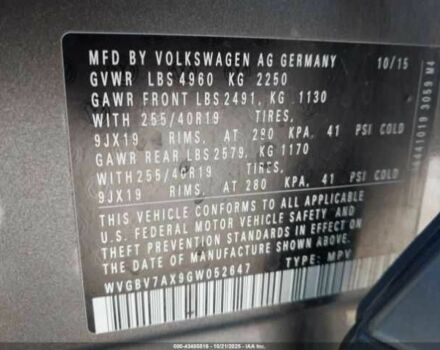 MFD BY VOLKSWAGEN AG GERMANY 10/15
GVWR LBS 4960 KG 2250
GAWR FRONT LBS 2491, KG 1130
WITH 255/40R19 TIRES,
9JX19 RIMS, AT 280 KPA, 41 PSI COLD
GAWR REAR LBS 2579, KG 1170
WITH 255/40R19 TIRES,
9JX19 RIMS, AT 280 KPA, 41 PSI COLD
THIS VEHICLE CONFORMS TO ALL APPLICABLE
U.S. FEDERAL MOTOR VEHICLE SAFETY AND
THEFT PREVENTION STANDARDS IN EFFECT ON
THE DATE OF MANUFACTURE SHOWN ABOVE.
WVGBV7AX9GW052647 TYPE: MPV
3059 M4
10/21/2025 - IAA Inc.